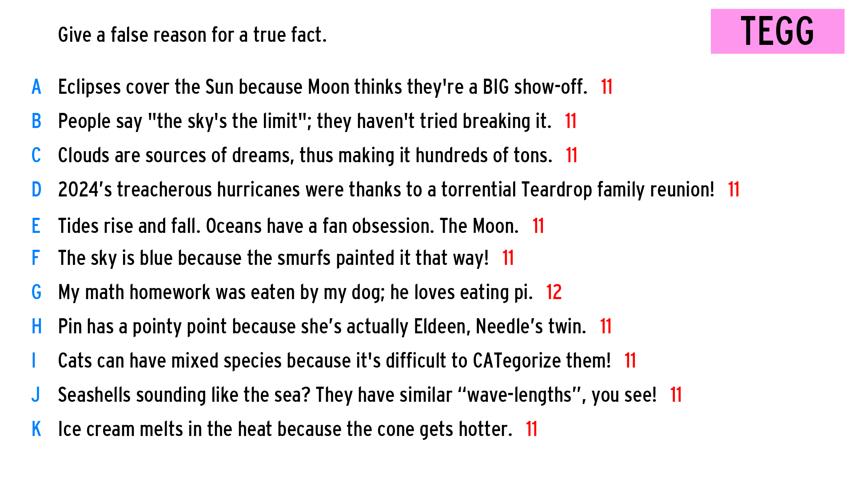 Give a false reason for a true fact.
TEGG
A Eclipses cover the Sun because Moon thinks they're a BIG show-off. 11
B People say "the sky's the limit"; they haven't tried breaking it. 11
C Clouds are sources of dreams, thus making it hundreds of tons. 11
D 2024’s treacherous hurricanes were thanks to a torrential Teardrop family reunion! 11
E Tides rise and fall. Oceans have a fan obsession. The Moon. 11
F The sky is blue because the smurfs painted it that way! 11
G My math homework was eaten by my dog; he loves eating pi. 12
H Pin has a pointy point because she’s actually Eldeen, Needle’s twin. 11
I Cats can have mixed species because it's difficult to CATegorize them! 11
J Seashells sounding like the sea? They have similar “wave-lengths”, you see! 11
K Ice cream melts in the heat because the cone gets hotter. 11